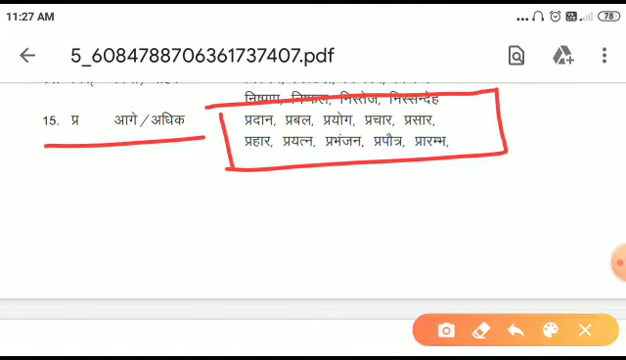 11:27 AM
78
5_6084788706361737407.pdf
निष्पाप, निष्फल, निस्तेज, निस्सन्देह
15. प्र आगे/अधिक प्रदान, प्रबल, प्रयोग, प्रचार, प्रसार,
प्रहार, प्रयत्न, प्रभंजन, प्रपौत्र, प्रारम्भ,